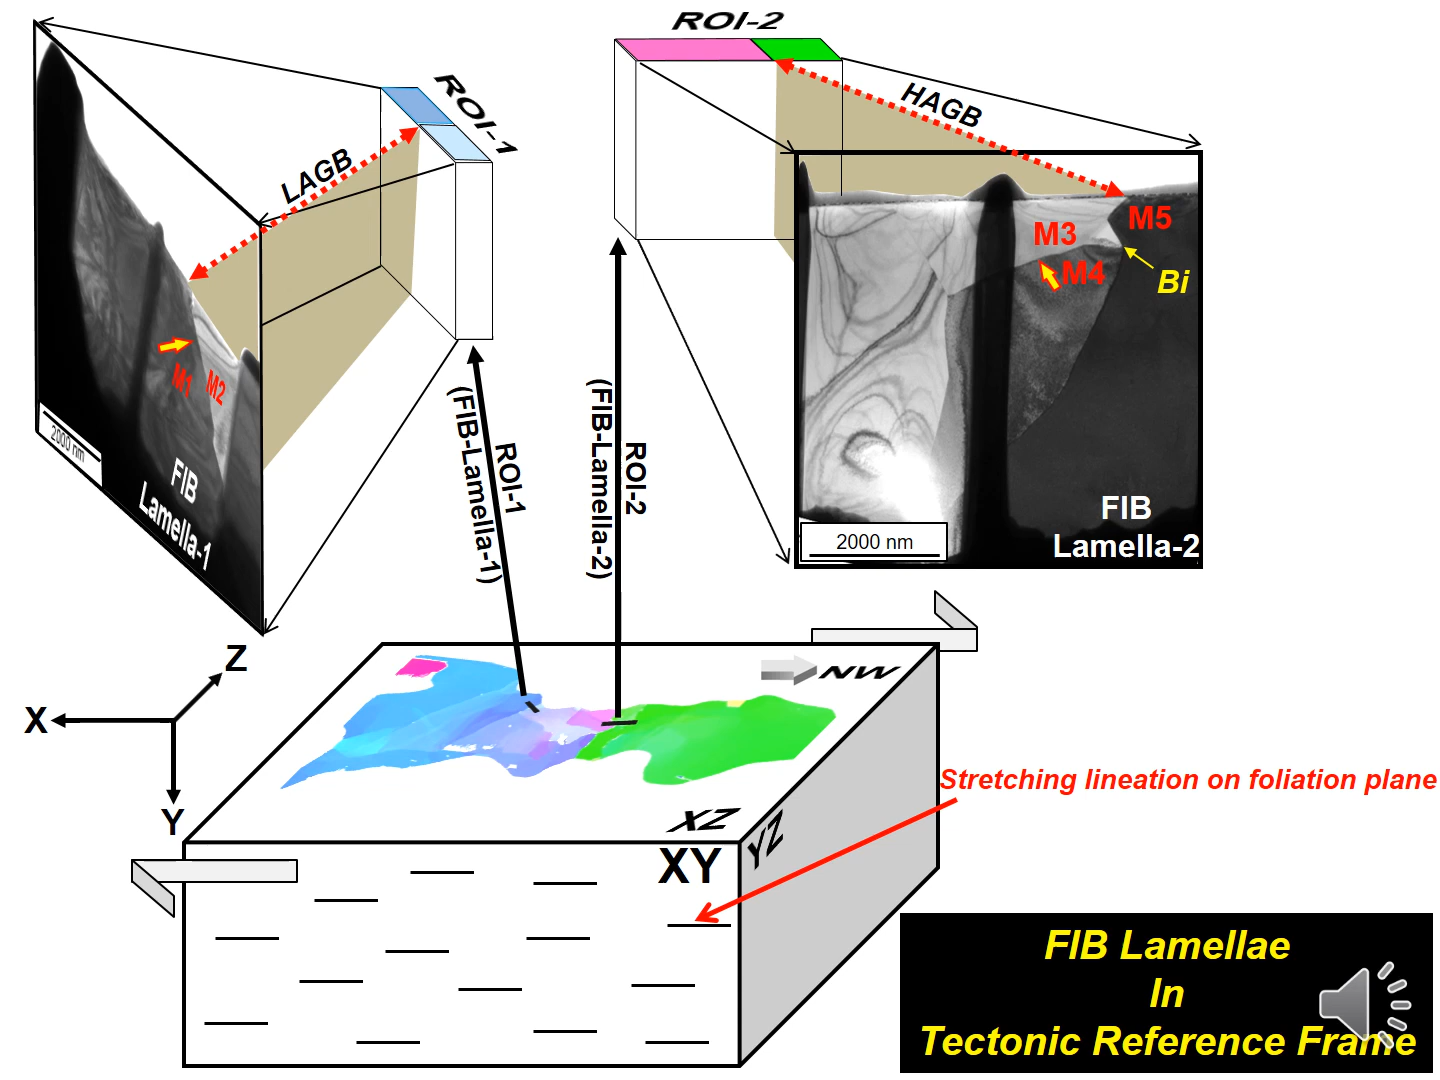 ROI-2
ROI-1
HAGB
LAGB
M5
M3
M4
Bi
M1
M2
2000 nm
FIB
Lamella-1
ROI-1
(FIB-Lamella-1)
ROI-2
(FIB-Lamella-2)
FIB
Lamella-2
2000 nm
Z
X
Y
NW
Stretching lineation on foliation plane
XZ
YZ
XY
FIB Lamellae
In
Tectonic Reference Frame